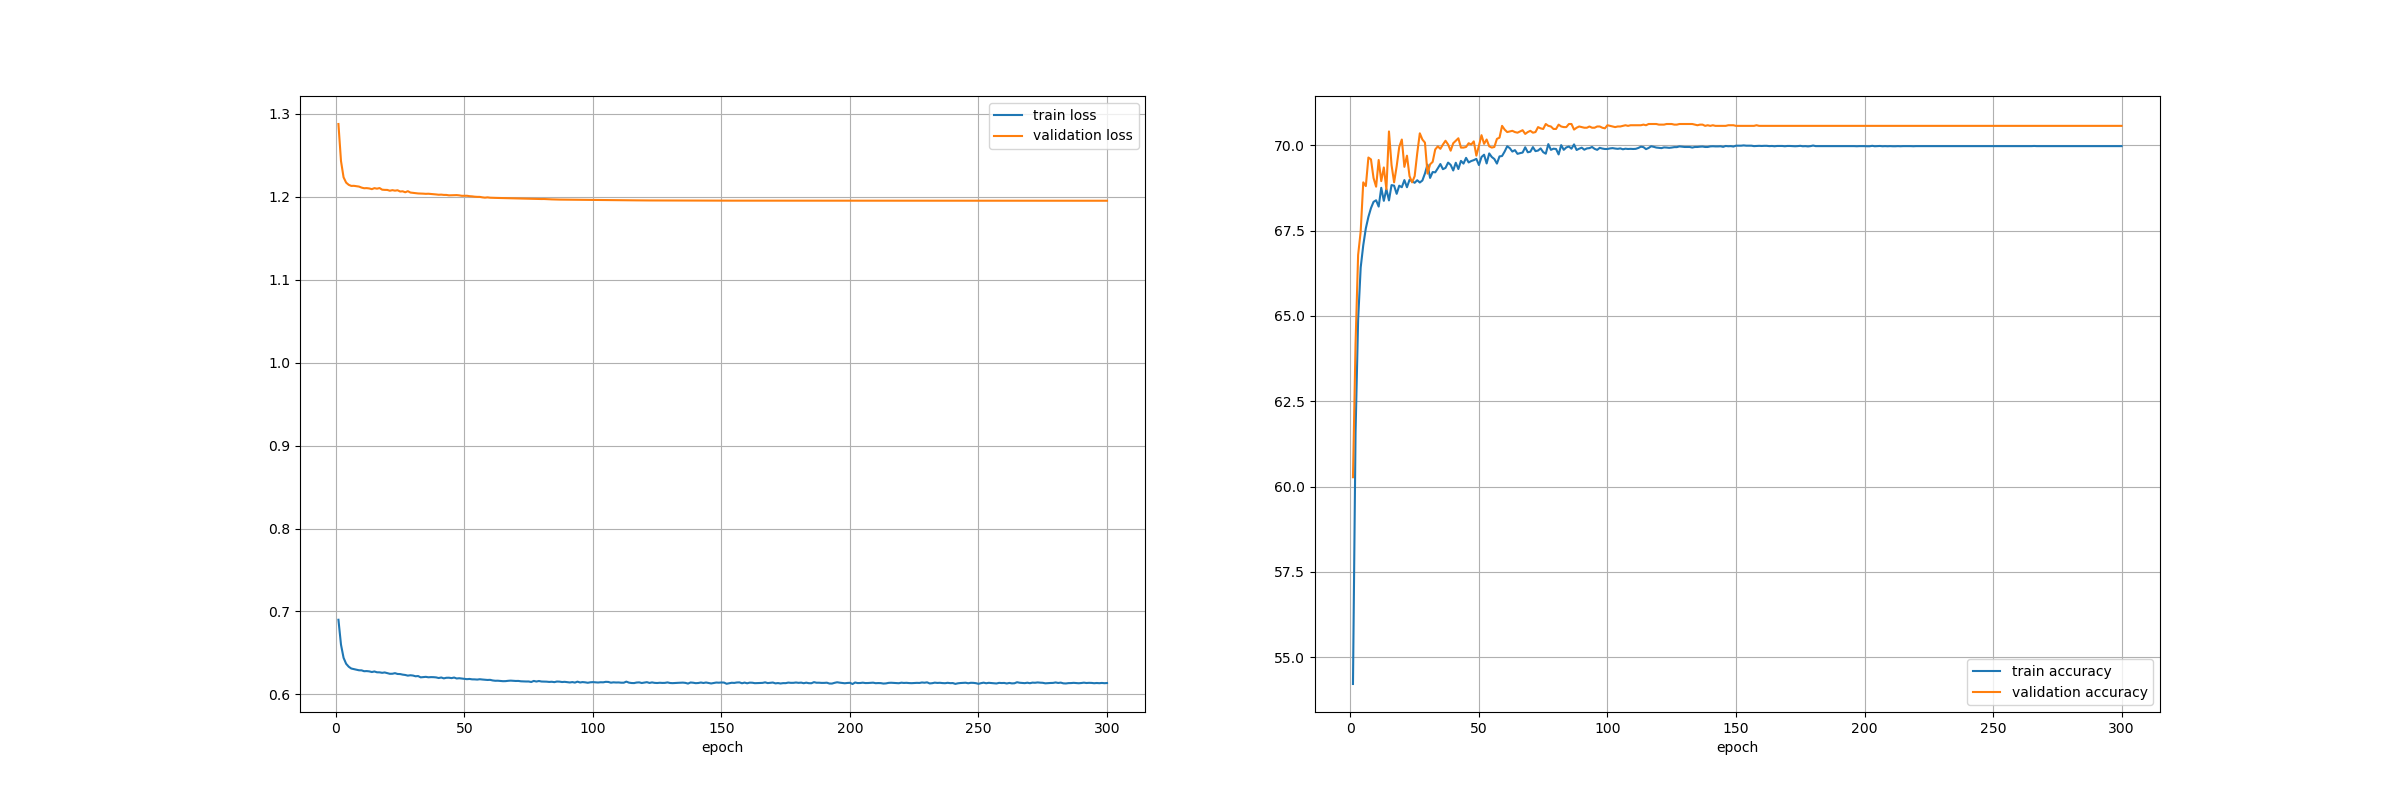 1.3
1.2
1.1
1.0
0.9
0.8
0.7
0.6
0 50 100 150 200 250 300
epoch
train loss
validation loss
70.0
67.5
65.0
62.5
60.0
57.5
55.0
0 50 100 150 200 250 300
epoch
train accuracy
validation accuracy